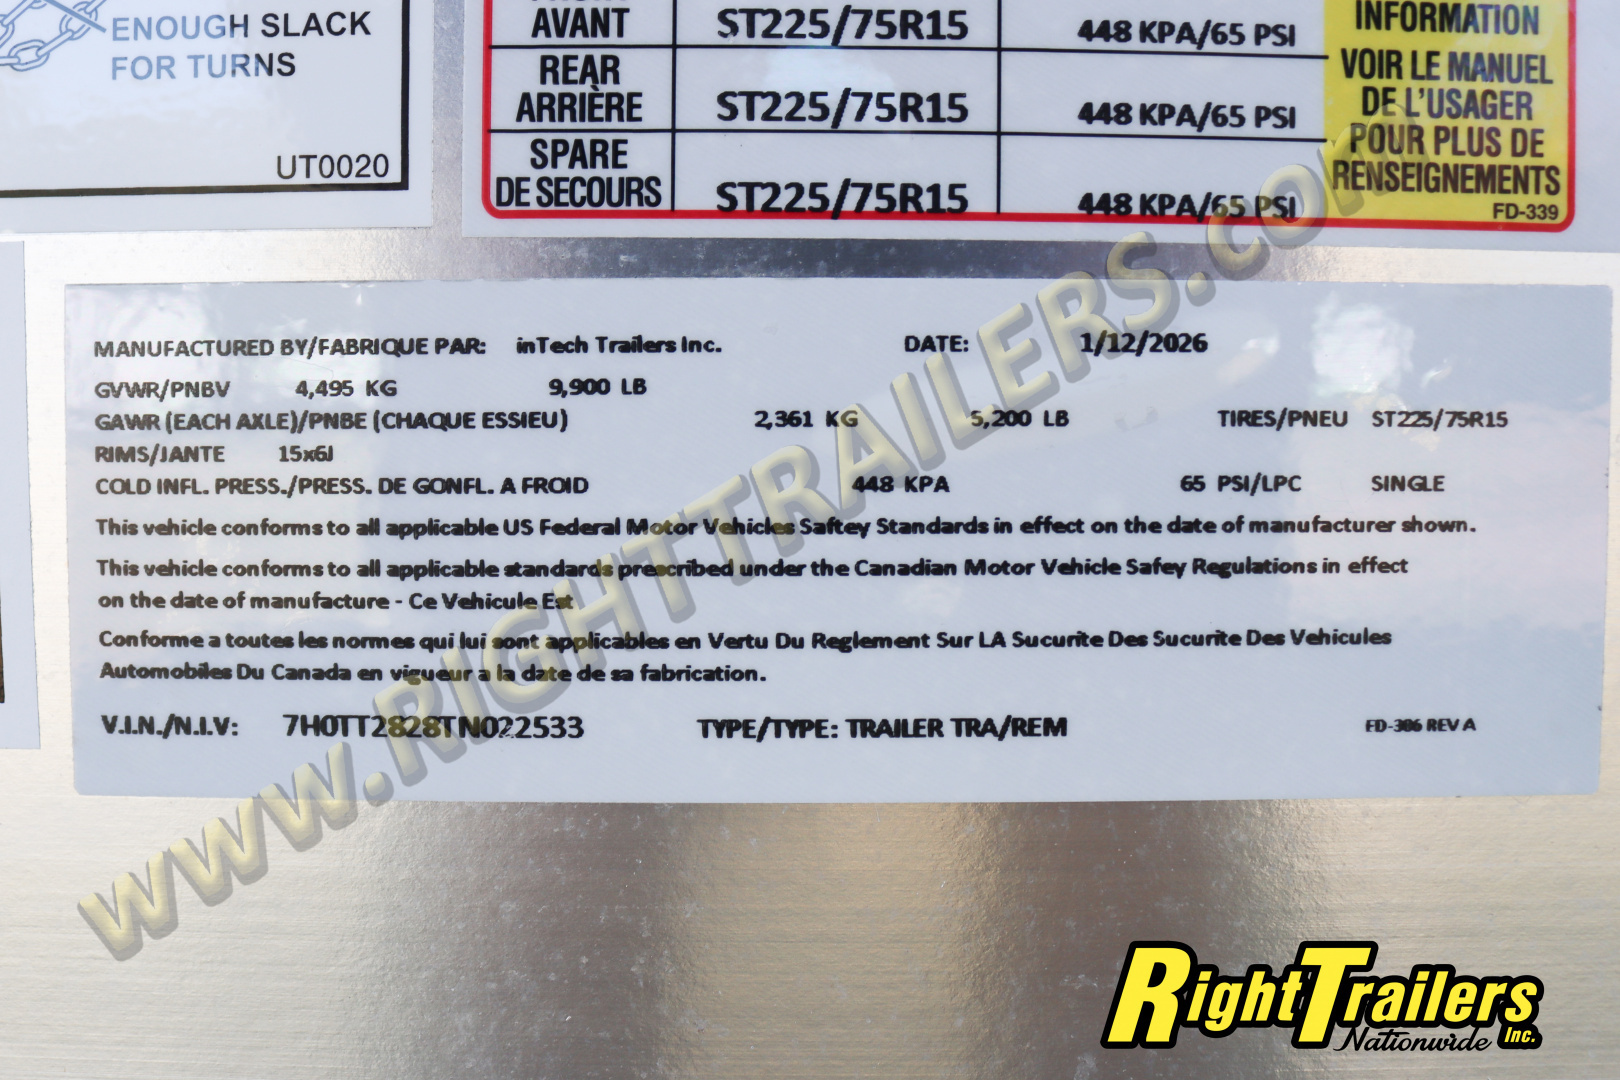 ENOUGH SLACK
FOR TURNS
UT0020
AVANT ST225/75R15 448 KPA/65 PSI
REAR
ARRIÈRE ST225/75R15 448 KPA/65 PSI
SPARE
DE SECOURS ST225/75R15 448 KPA/65 PSI
INFORMATION
VOIR LE MANUEL
DE L'USAGER
POUR PLUS DE
RENSEIGNEMENTS
FD-339
MANUFACTURED BY/FABRIQUE PAR: inTech Trailers Inc. DATE: 1/12/2026
GVWR/PNBV 4,495 KG 9,900 LB
GAWR (EACH AXLE)/PNBE (CHAQUE ESSIEU) 2,361 KG 5,200 LB TIRES/PNEU ST225/75R15
RIMS/JANTE 15x6J
COLD INFL. PRESS./PRESS. DE GONFL. A FROID 448 KPA 65 PSI/LPC SINGLE
This vehicle conforms to all applicable US Federal Motor Vehicles Saftey Standards in effect on the date of manufacturer shown.
This vehicle conforms to all applicable standards prescribed under the Canadian Motor Vehicle Safey Regulations in effect
on the date of manufacture - Ce Vehicule Est
Conforme a toutes les normes qui lui sont applicables en Vertu Du Reglement Sur LA Sucurite Des Sucurite Des Vehicules
Automobiles Du Canada en vigueur a la date de sa fabrication.
V.I.N./N.I.V: 7H0TT2828TN022533 TYPE/TYPE: TRAILER TRA/REM FD-306 REV A
www.RIGHTTRAILERS.com
RightTrailers
Nationwide Inc.